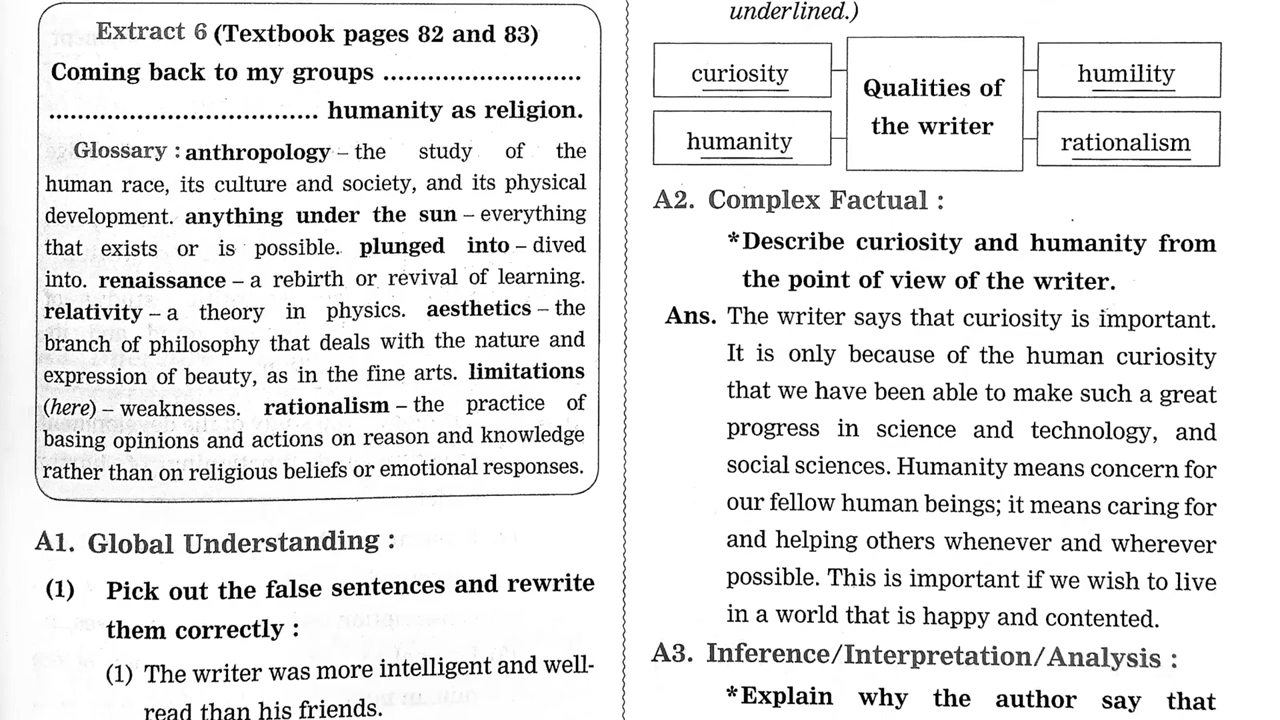 Extract 6 (Textbook pages 82 and 83)
Coming back to my groups ...........................
..................................... humanity as religion.
Glossary : anthropology – the study of the
human race, its culture and society, and its physical
development. anything under the sun – everything
that exists or is possible. plunged into – dived
into. renaissance – a rebirth or revival of learning.
relativity – a theory in physics. aesthetics – the
branch of philosophy that deals with the nature and
expression of beauty, as in the fine arts. limitations
(here) – weaknesses. rationalism – the practice of
basing opinions and actions on reason and knowledge
rather than on religious beliefs or emotional responses.
A1. Global Understanding :
(1) Pick out the false sentences and rewrite
them correctly :
(1) The writer was more intelligent and well-
read than his friends.
underlined.)
curiosity
humanity
Qualities of
the writer
humility
rationalism
A2. Complex Factual :
*Describe curiosity and humanity from
the point of view of the writer.
Ans. The writer says that curiosity is important.
It is only because of the human curiosity
that we have been able to make such a great
progress in science and technology, and
social sciences. Humanity means concern for
our fellow human beings; it means caring for
and helping others whenever and wherever
possible. This is important if we wish to live
in a world that is happy and contented.
A3. Inference/Interpretation/Analysis :
*Explain why the author say that